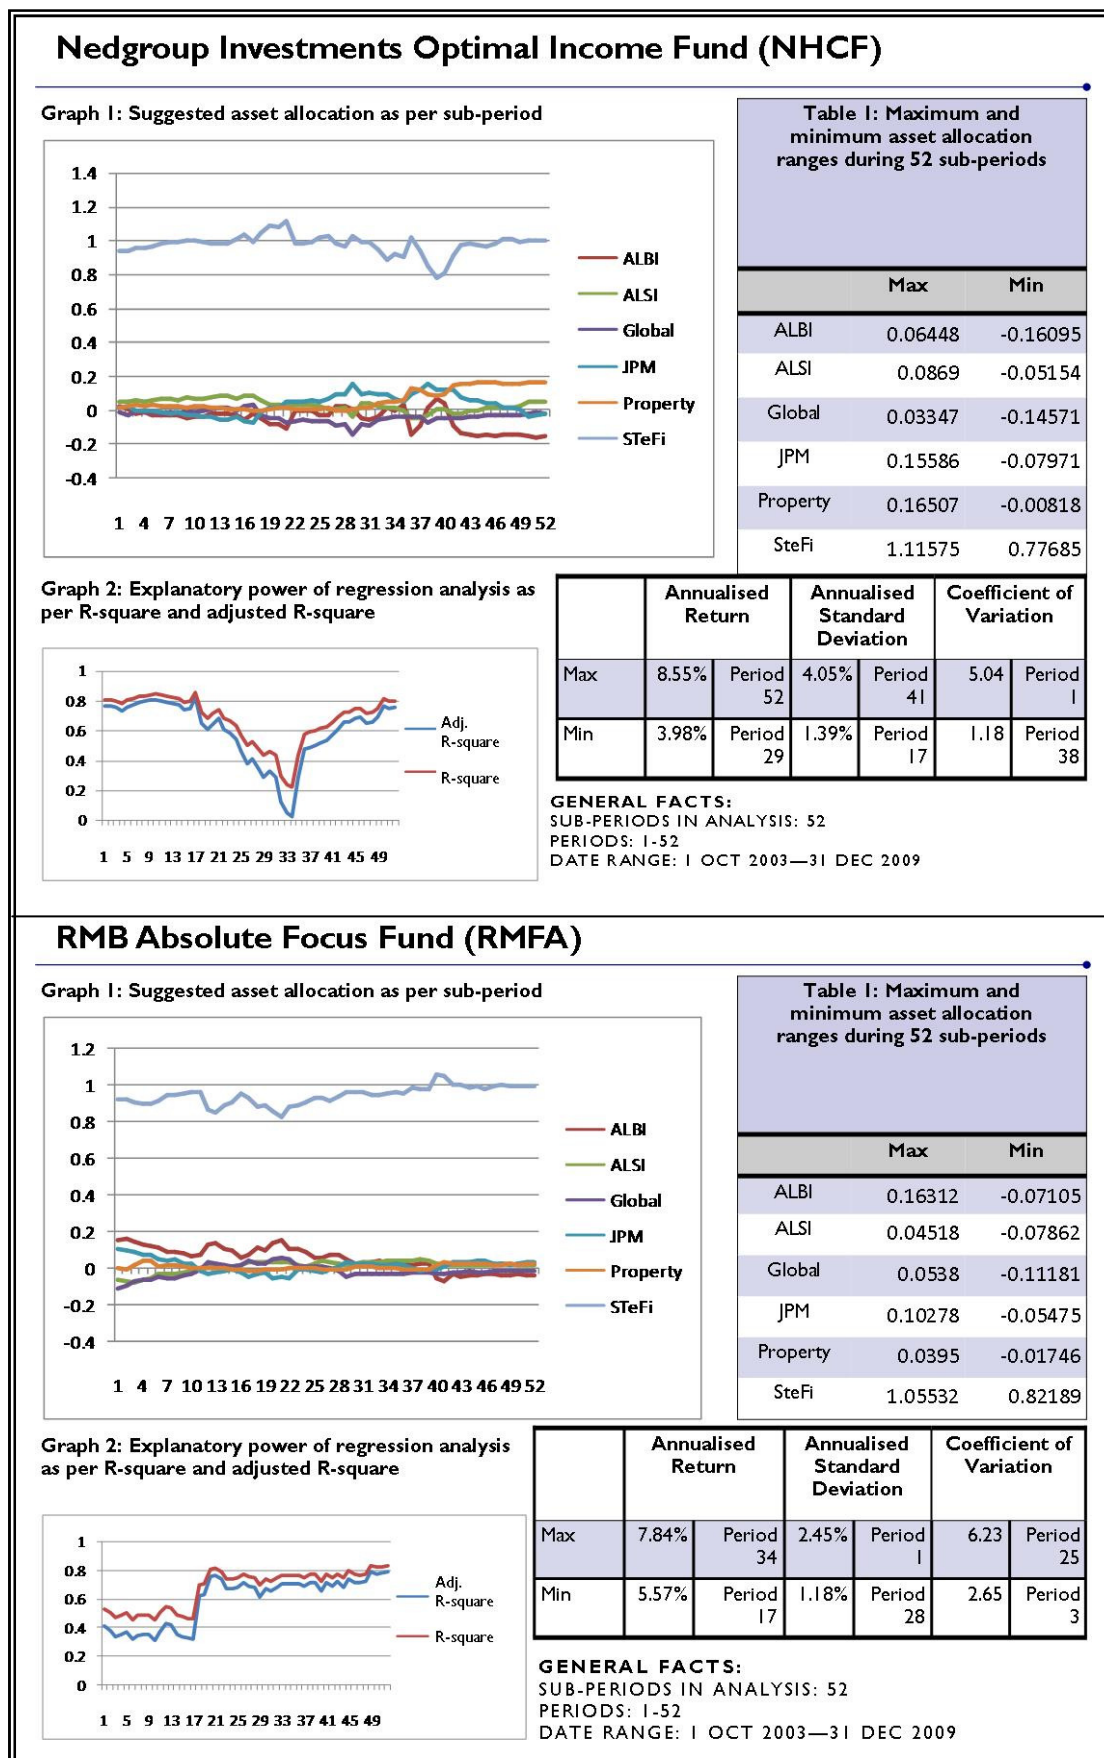 Nedgroup Investments Optimal Income Fund (NHCF)
Graph 1: Suggested asset allocation as per sub-period
1.4
1.2
1
0.8
0.6
0.4
0.2
0
-0.2
-0.4
1 4 7 10 13 16 19 22 25 28 31 34 37 40 43 46 49 52
ALBI
ALSI
Global
JPM
Property
STeFi
Table 1: Maximum and
minimum asset allocation
ranges during 52 sub-periods
Max Min
ALBI 0.06448 -0.16095
ALSI 0.0869 -0.05154
Global 0.03347 -0.14571
JPM 0.15586 -0.07971
Property 0.16507 -0.00818
SteFi 1.11575 0.77685
Graph 2: Explanatory power of regression analysis as
per R-square and adjusted R-square
1
0.8
0.6
0.4
0.2
0
1 5 9 13 17 21 25 29 33 37 41 45 49
Adj.
R-square
R-square
Annualised Annualised Coefficient of
Return Standard Variation
Deviation
Max 8.55% Period 4.05% Period 5.04 Period
52 41 1
Min 3.98% Period 1.39% Period 1.18 Period
29 17 38
GENERAL FACTS:
SUB-PERIODS IN ANALYSIS: 52
PERIODS: 1-52
DATE RANGE: 1 OCT 2003—31 DEC 2009
RMB Absolute Focus Fund (RMFA)
Graph 1: Suggested asset allocation as per sub-period
1.2
1
0.8
0.6
0.4
0.2
0
-0.2
-0.4
1 4 7 10 13 16 19 22 25 28 31 34 37 40 43 46 49 52
ALBI
ALSI
Global
JPM
Property
STeFi
Table 1: Maximum and
minimum asset allocation
ranges during 52 sub-periods
Max Min
ALBI 0.16312 -0.07105
ALSI 0.04518 -0.07862
Global 0.0538 -0.11181
JPM 0.10278 -0.05475
Property 0.0395 -0.01746
SteFi 1.05532 0.82189
Graph 2: Explanatory power of regression analysis
as per R-square and adjusted R-square
1
0.8
0.6
0.4
0.2
0
1 5 9 13 17 21 25 29 33 37 41 45 49
Adj.
R-square
R-square
Annualised Annualised Coefficient of
Return Standard Variation
Deviation
Max 7.84% Period 2.45% Period 6.23 Period
34 1 25
Min 5.57% Period 1.18% Period 2.65 Period
17 28 3
GENERAL FACTS:
SUB-PERIODS IN ANALYSIS: 52
PERIODS: 1-52
DATE RANGE: 1 OCT 2003—31 DEC 2009